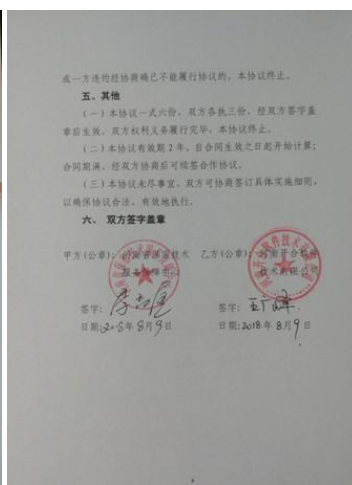 成一方违约经协商确已不能履行协议的，本协议终止。
五、其他
（一）本协议一式六份，双方各执三份，经双方签字盖
章后生效，双方权利义务履行完毕，本协议终止。
（二）本协议有效期 2 年，自合同生效之日起开始计算；
合同期满，经双方协商后可续签合作协议。
（三）本协议未尽事宜，双方可协商签订具体实施细则，
以确保协议合法、有效地执行。
六、 双方签字盖章
甲方（公章）： 技术 乙方（公章）：
技术有限公司
签字： 签字：
日期：2018年 8月9日 日期：2018 年 8月9日